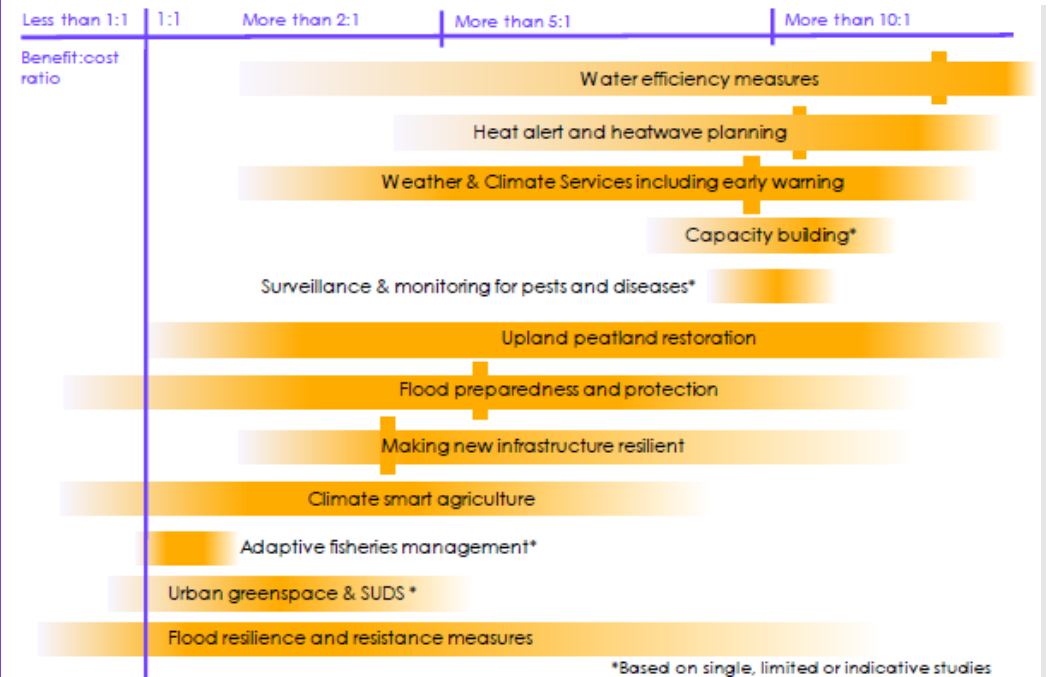 Less than 1:1 1:1 More than 2:1 More than 5:1 More than 10:1
Benefit:cost
ratio
Water efficiency measures
Heat alert and heatwave planning
Weather & Climate Services including early warning
Capacity building*
Surveillance & monitoring for pests and diseases*
Upland peatland restoration
Flood preparedness and protection
Making new infrastructure resilient
Climate smart agriculture
Adaptive fisheries management*
Urban greenspace & SUDS *
Flood resilience and resistance measures
*Based on single, limited or indicative studies